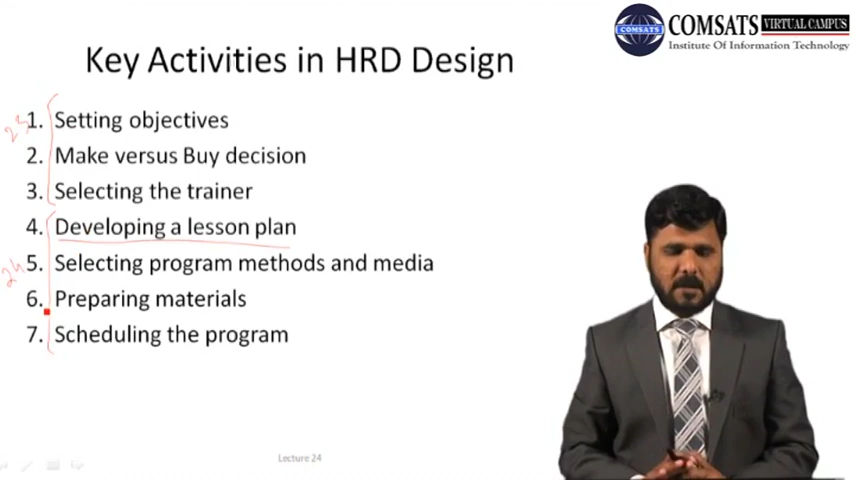 COMSATS
COMSATS VIRTUAL CAMPUS
Institute Of Information Technology
Key Activities in HRD Design
23
1. Setting objectives
2. Make versus Buy decision
3. Selecting the trainer
4. Developing a lesson plan
24
5. Selecting program methods and media
6. Preparing materials
7. Scheduling the program
Lecture 24